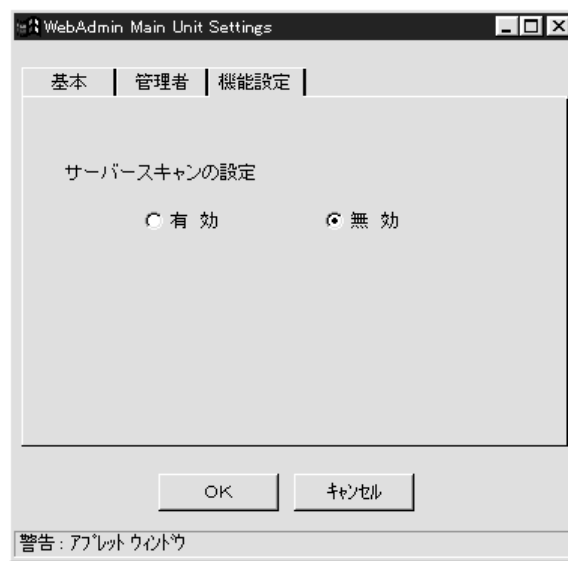 WebAdmin Main Unit Settings
基本 管理者 機能設定
サーバースキャンの設定
有 効 無 効
OK ｷｬﾝｾﾙ
警告 : ｱﾌﾟﾚｯﾄ ｳｨﾝﾄﾞｳ